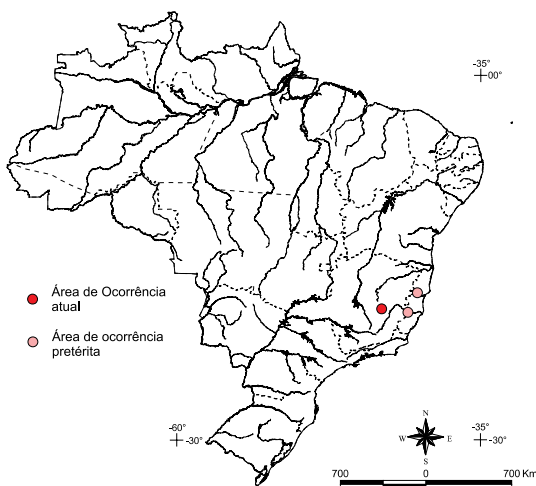 -35°
00°
Área de Ocorrência
atual
Área de ocorrência
pretérita
-60°
-30°
N
W
E
S
-35°
-30°
700
0
700 Km